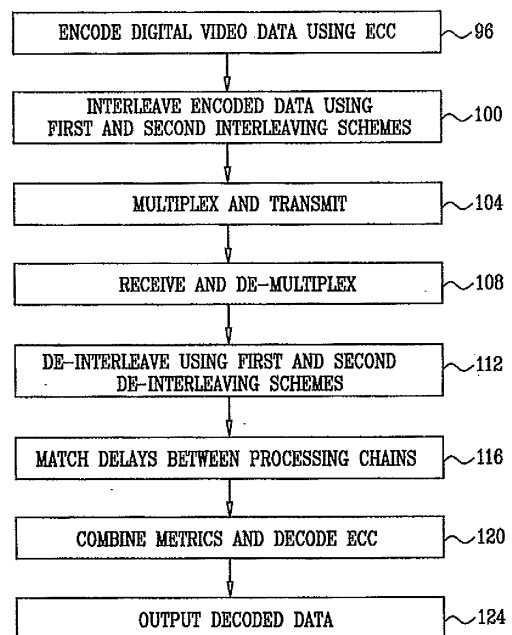 ENCODE DIGITAL VIDEO DATA USING ECC 96
INTERLEAVE ENCODED DATA USING
FIRST AND SECOND INTERLEAVING SCHEMES 100
MULTIPLEX AND TRANSMIT 104
RECEIVE AND DE-MULTIPLEX 108
DE-INTERLEAVE USING FIRST AND SECOND
DE-INTERLEAVING SCHEMES 112
MATCH DELAYS BETWEEN PROCESSING CHAINS 116
COMBINE METRICS AND DECODE ECC 120
OUTPUT DECODED DATA 124